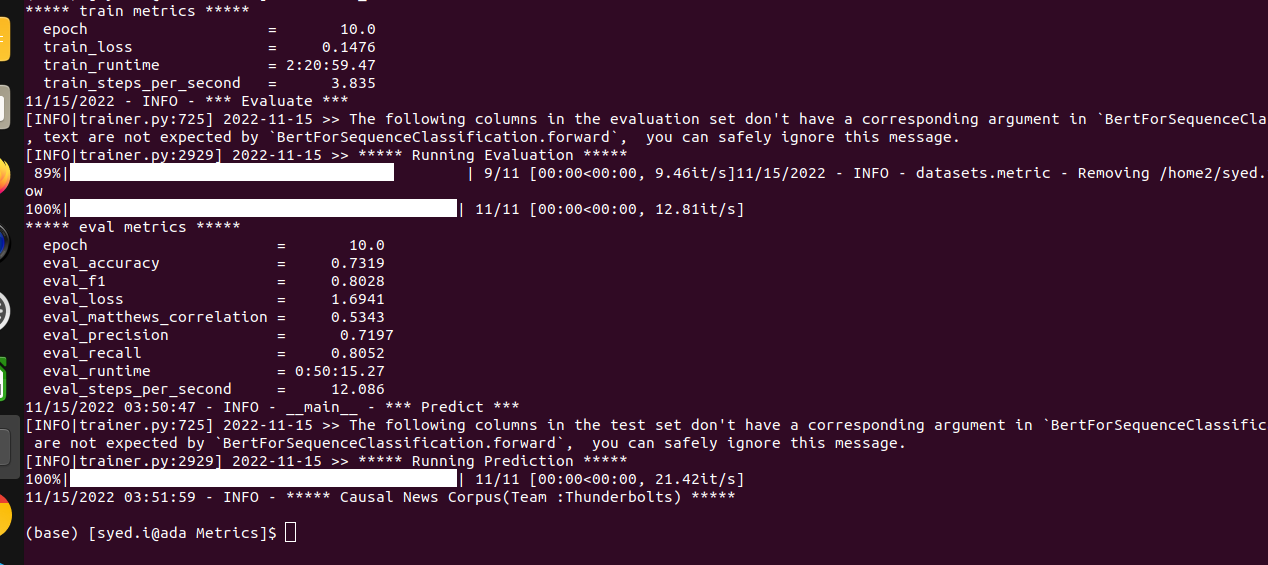 ***** train metrics *****
  epoch                    =       10.0
  train_loss               =     0.1476
  train_runtime            = 2:20:59.47
  train_steps_per_second   =      3.835
11/15/2022 - INFO - *** Evaluate ***
[INFO|trainer.py:725] 2022-11-15 >> The following columns in the evaluation set don't have a corresponding argument in `BertForSequenceCla
, text are not expected by `BertForSequenceClassification.forward`,  you can safely ignore this message.
[INFO|trainer.py:2929] 2022-11-15 >> ***** Running Evaluation *****
 89%|                                            | 9/11 [00:00<00:00, 9.46it/s]11/15/2022 - INFO - datasets.metric - Removing /home2/syed.
ow
100%|                                           | 11/11 [00:00<00:00, 12.81it/s]
***** eval metrics *****
  epoch                     =       10.0
  eval_accuracy             =     0.7319
  eval_f1                   =     0.8028
  eval_loss                 =     1.6941
  eval_matthews_correlation =     0.5343
  eval_precision            =      0.7197
  eval_recall               =     0.8052
  eval_runtime              = 0:50:15.27
  eval_steps_per_second     =     12.086
11/15/2022 03:50:47 - INFO - __main__ - *** Predict ***
[INFO|trainer.py:725] 2022-11-15 >> The following columns in the test set don't have a corresponding argument in `BertForSequenceClassific
 are not expected by `BertForSequenceClassification.forward`,  you can safely ignore this message.
[INFO|trainer.py:2929] 2022-11-15 >> ***** Running Prediction *****
100%|                                           | 11/11 [00:00<00:00, 21.42it/s]
11/15/2022 03:51:59 - INFO - ***** Causal News Corpus(Team :Thunderbolts) *****
(base) [syed.i@ada Metrics]$